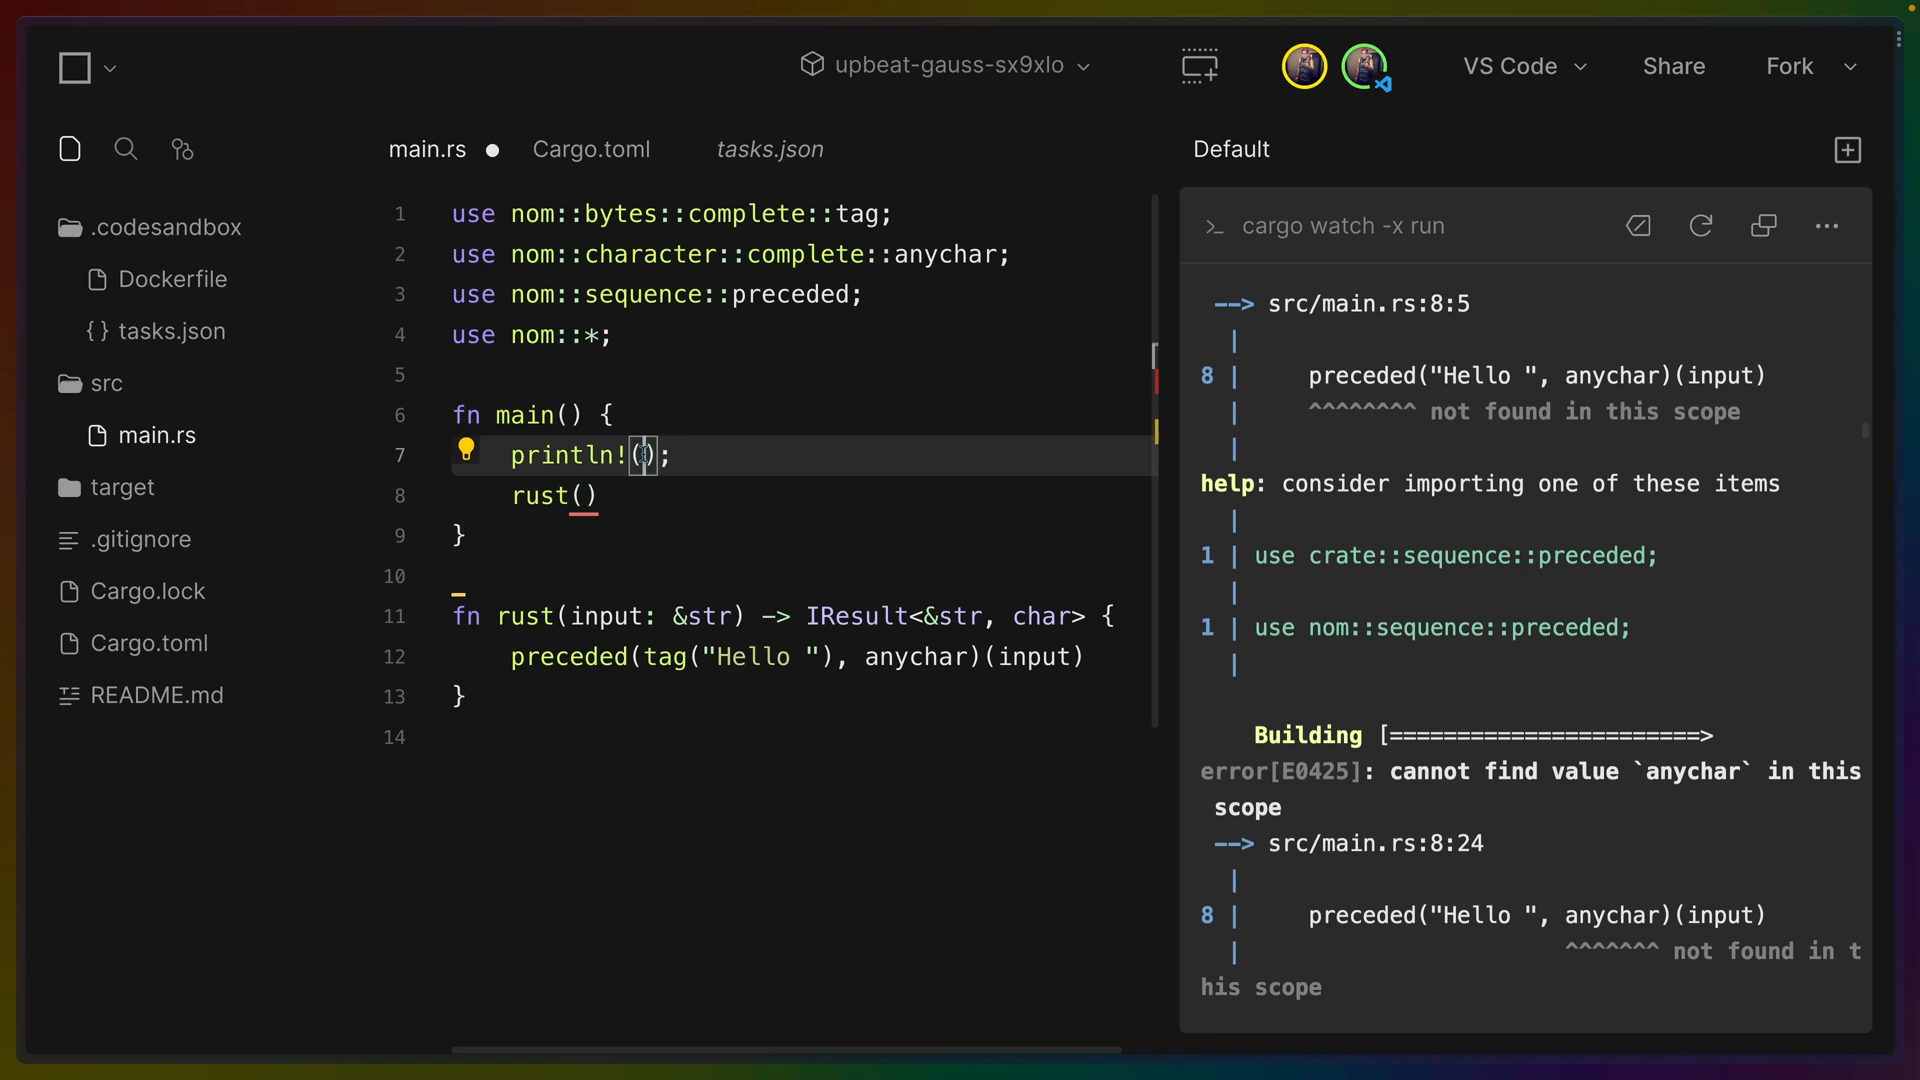 upbeat-gauss-sx9xlo
VS Code
Share
Fork
main.rs
Cargo.toml
tasks.json
Default
.codesandbox
Dockerfile
{ } tasks.json
src
main.rs
target
.gitignore
Cargo.lock
Cargo.toml
README.md
1 use nom::bytes::complete::tag;
2 use nom::character::complete::anychar;
3 use nom::sequence::preceded;
4 use nom::*;
5
6 fn main() {
7 println!();
8 rust()
9 }
10
11 fn rust(input: &str) -> IResult<&str, char> {
12 preceded(tag("Hello "), anychar)(input)
13 }
14
cargo watch -x run
--> src/main.rs:8:5
|
8 | preceded("Hello ", anychar)(input)
| ^^^^^^^^ not found in this scope
|
help: consider importing one of these items
|
1 | use crate::sequence::preceded;
|
1 | use nom::sequence::preceded;
|
Building [=======================>
error[E0425]: cannot find value `anychar` in this
scope
--> src/main.rs:8:24
|
8 | preceded("Hello ", anychar)(input)
| ^^^^^^^ not found in t
his scope